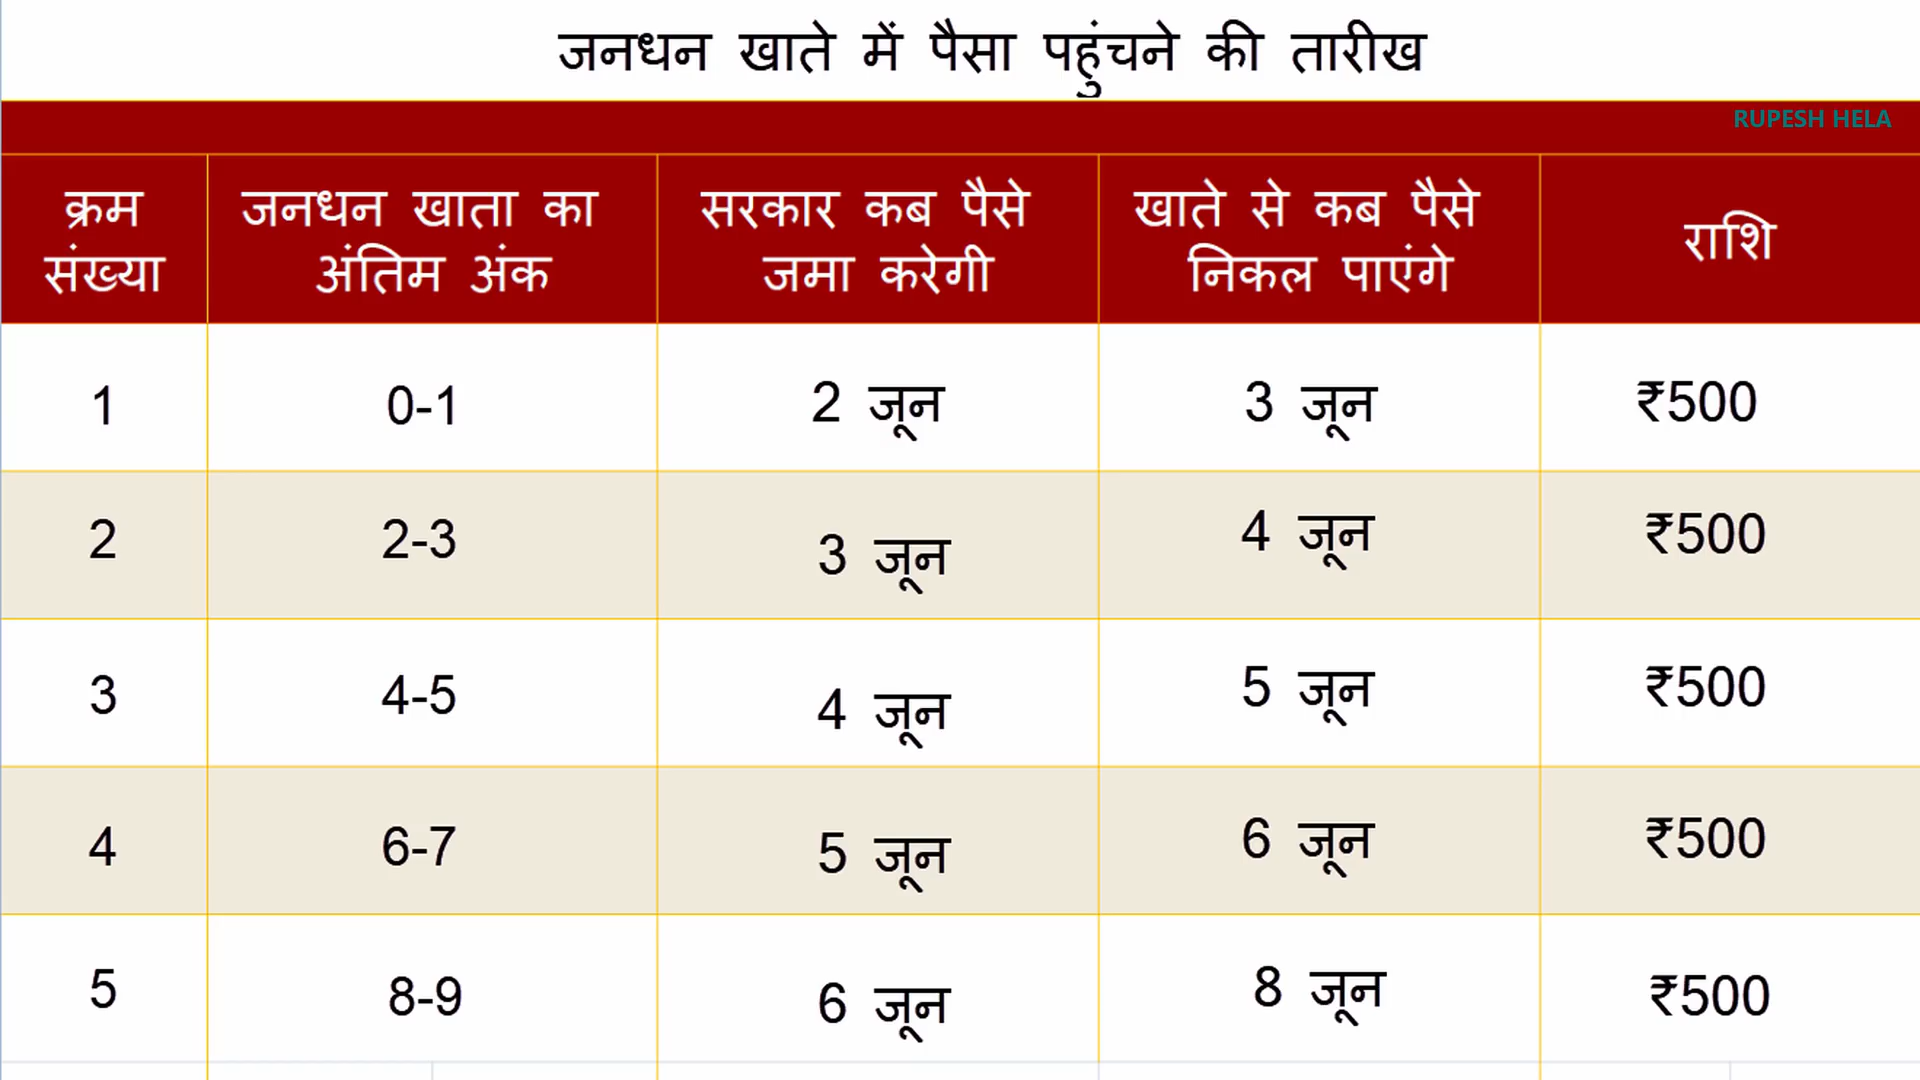 जनधन खाते में पैसा पहुंचने की तारीख
RUPESH HELA
क्रम संख्या जनधन खाता का अंतिम अंक सरकार कब पैसे जमा करेगी खाते से कब पैसे निकल पाएंगे राशि
1 0-1 2 जून 3 जून ₹500
2 2-3 3 जून 4 जून ₹500
3 4-5 4 जून 5 जून ₹500
4 6-7 5 जून 6 जून ₹500
5 8-9 6 जून 8 जून ₹500